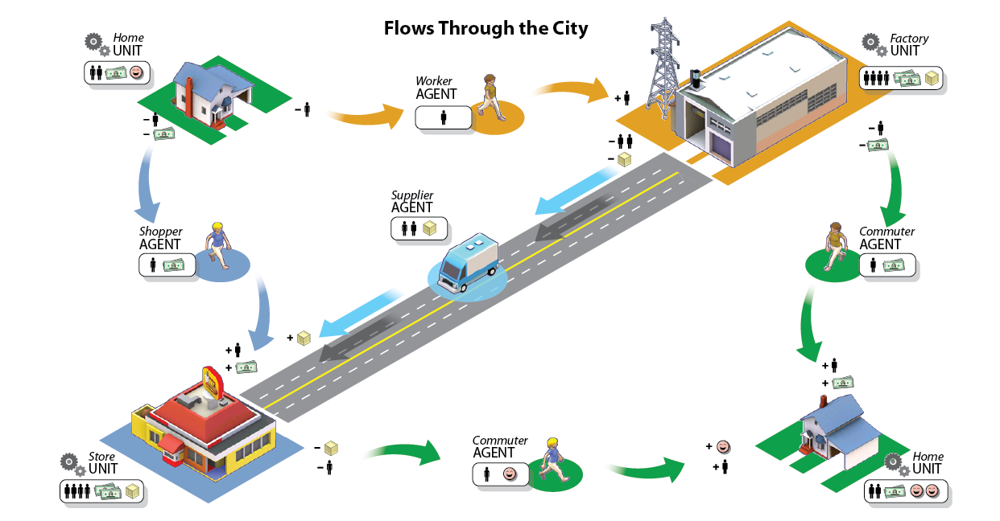 Flows Through the City
Home
UNIT
Factory
UNIT
Worker
AGENT
Supplier
AGENT
Shopper
AGENT
Commuter
AGENT
Store
UNIT
Commuter
AGENT
Home
UNIT